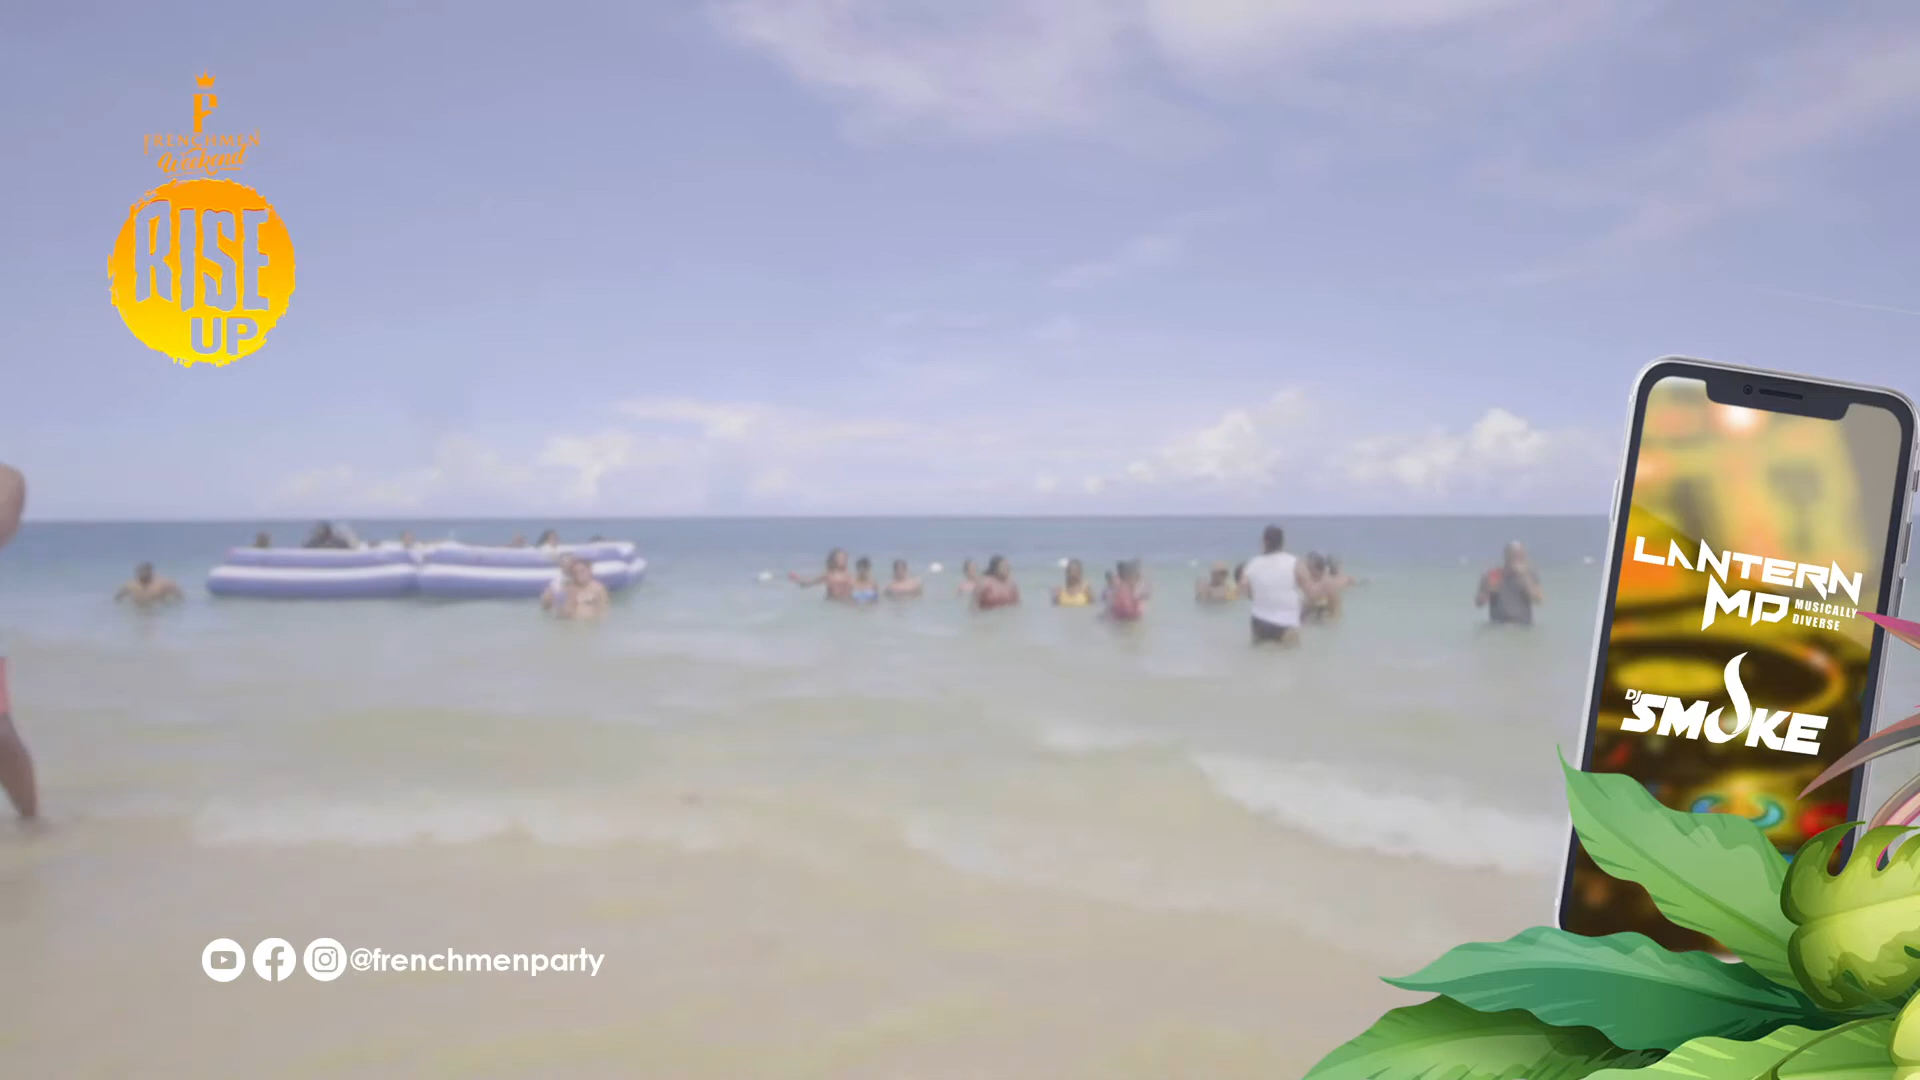 FRENCHMEN
Weekend
RISE
UP
LANTERN
MD MUSICALLY
DIVERSE
DJ
SMOKE
@frenchmenparty